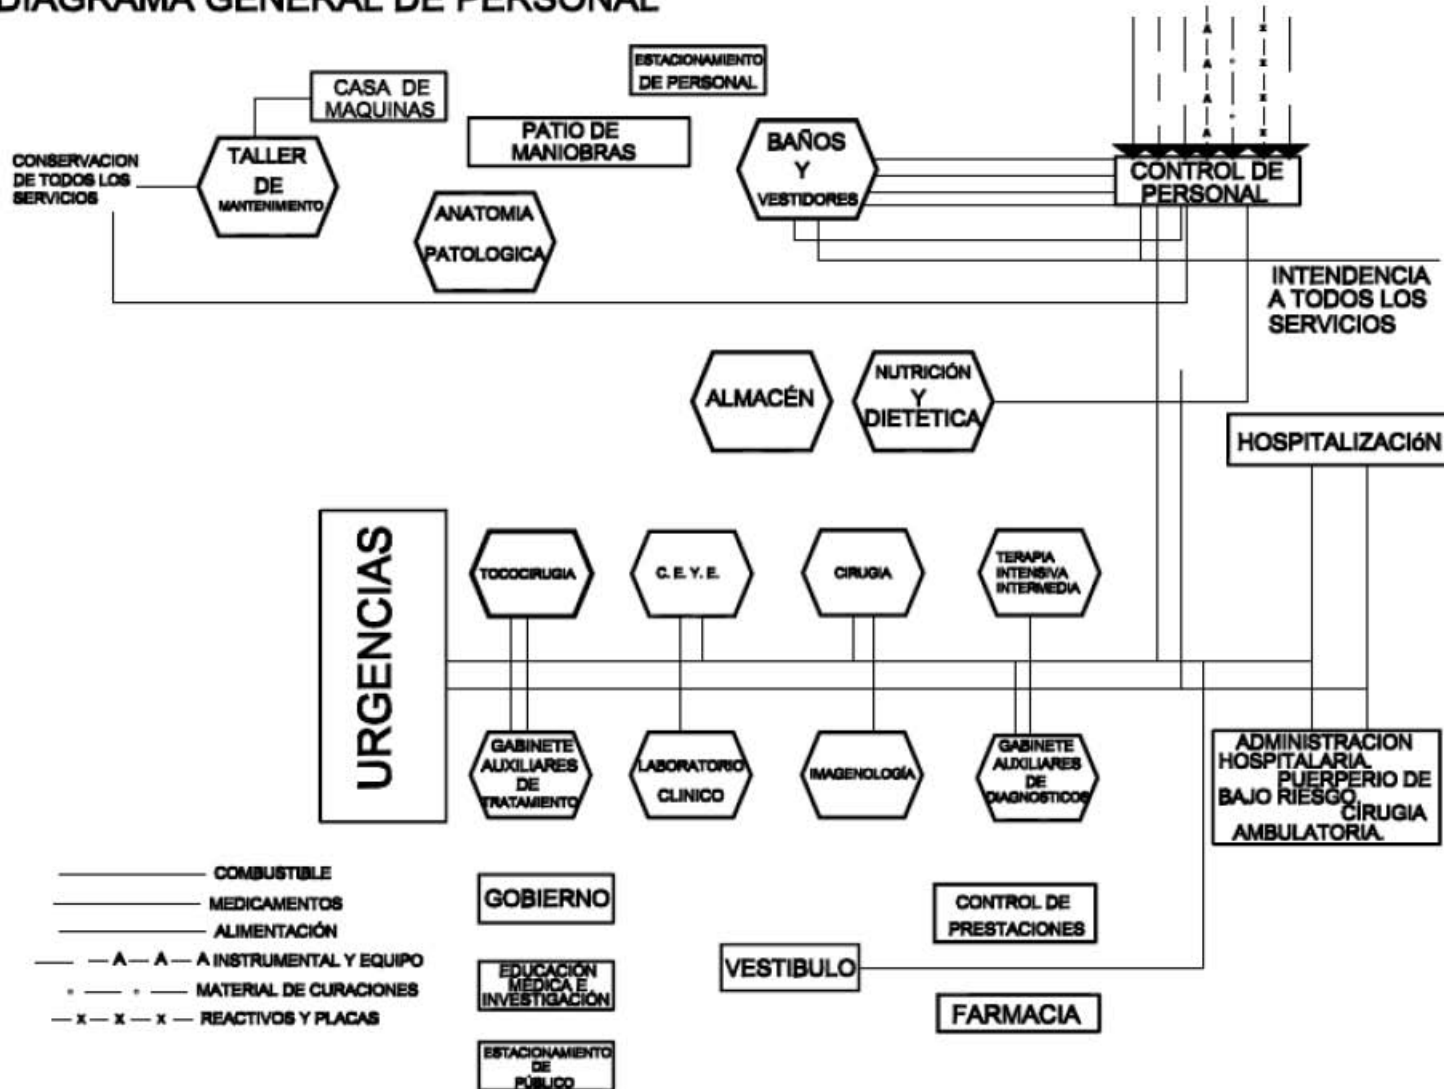 DIAGRAMA GENERAL DE PERSONAL
ESTACIONAMIENTO
DE PERSONAL
CASA DE
MAQUINAS
PATIO DE
MANIOBRAS
BAÑOS
Y
VESTIDORES
A
A
A
A
x
x
x
x
CONTROL DE
PERSONAL
CONSERVACION
DE TODOS LOS
SERVICIOS
TALLER
DE
MANTENIMIENTO
ANATOMIA
PATOLOGICA
INTENDENCIA
A TODOS LOS
SERVICIOS
ALMACÉN
NUTRICIÓN
Y
DIETETICA
HOSPITALIZACIóN
URGENCIAS
TOCOCIRUGIA
C. E. Y. E.
CIRUGIA
TERAPIA
INTENSIVA
INTERMEDIA
GABINETE
AUXILIARES
DE
TRATAMIENTO
LABORATORIO
CLINICO
IMAGENOLOGÍA
GABINETE
AUXILIARES
DE
DIAGNOSTICOS
ADMINISTRACION
HOSPITALARIA.
PUERPERIO DE
BAJO RIESGO.
CIRUGIA
AMBULATORIA.
COMBUSTIBLE
MEDICAMENTOS
ALIMENTACIÓN
A A A INSTRUMENTAL Y EQUIPO
MATERIAL DE CURACIONES
x x x REACTIVOS Y PLACAS
GOBIERNO
EDUCACIÓN
MÉDICA E
INVESTIGACIÓN
ESTACIONAMIENTO
DE
PÚBLICO
CONTROL DE
PRESTACIONES
VESTIBULO
FARMACIA